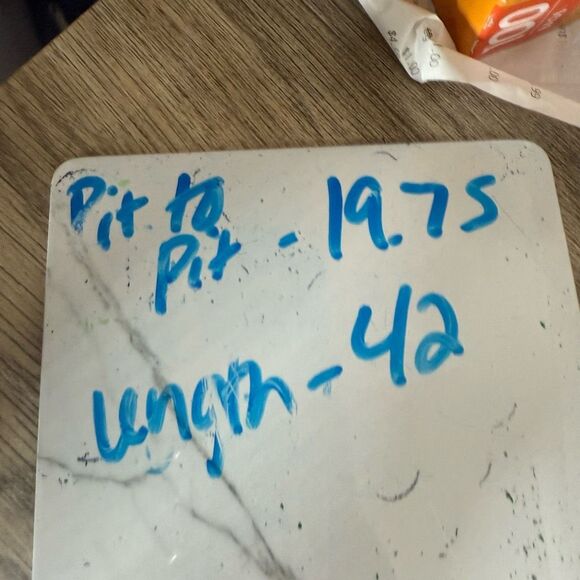 Pit to
Pit - 19.75
Length - 42